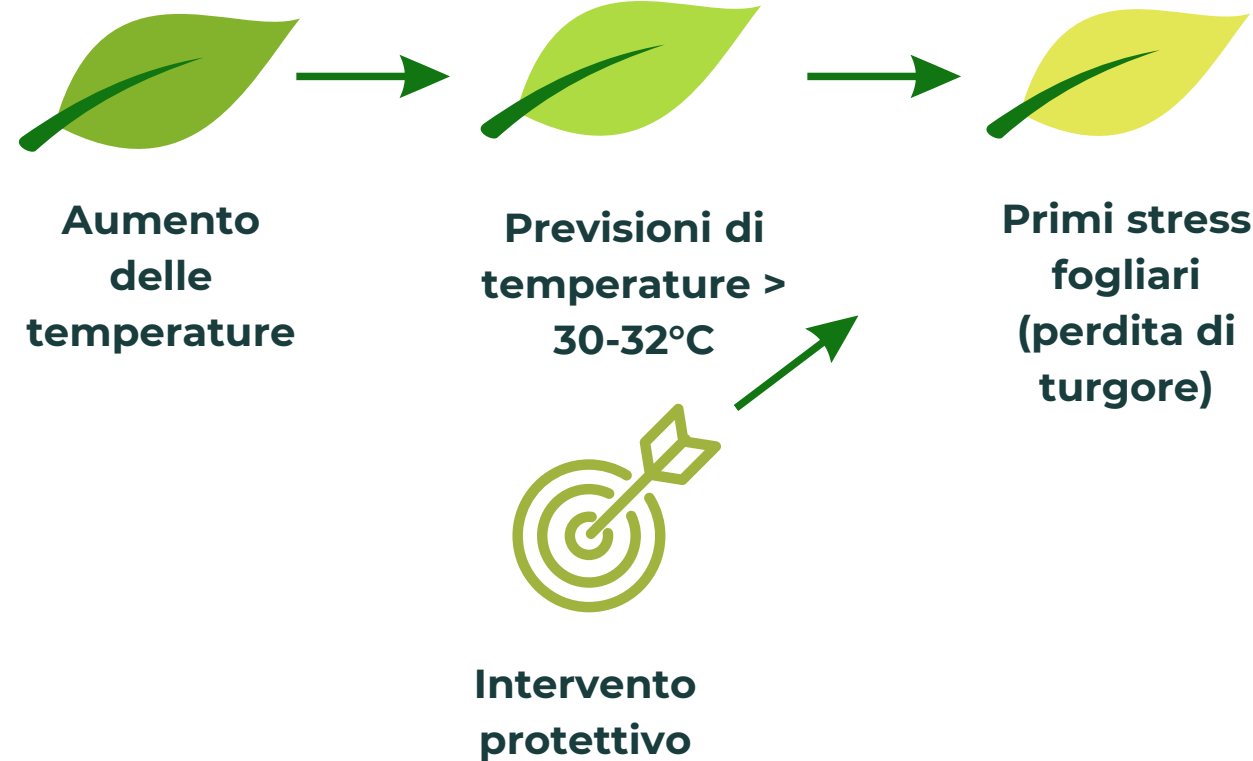 Aumento
delle
temperature
Previsioni di
temperature >
30-32°C
Primi stress
fogliari
(perdita di
turgore)
Intervento
protettivo